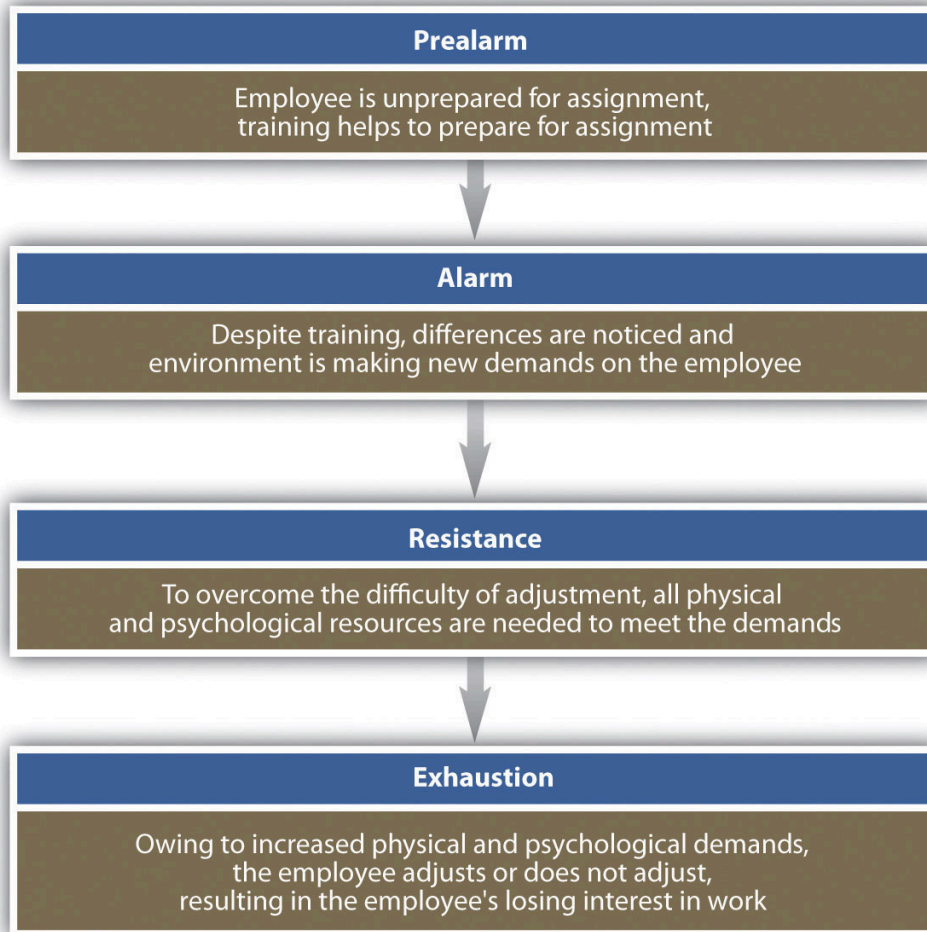 Prealarm
Employee is unprepared for assignment,
training helps to prepare for assignment
Alarm
Despite training, differences are noticed and
environment is making new demands on the employee
Resistance
To overcome the difficulty of adjustment, all physical
and psychological resources are needed to meet the demands
Exhaustion
Owing to increased physical and psychological demands,
the employee adjusts or does not adjust,
resulting in the employee's losing interest in work